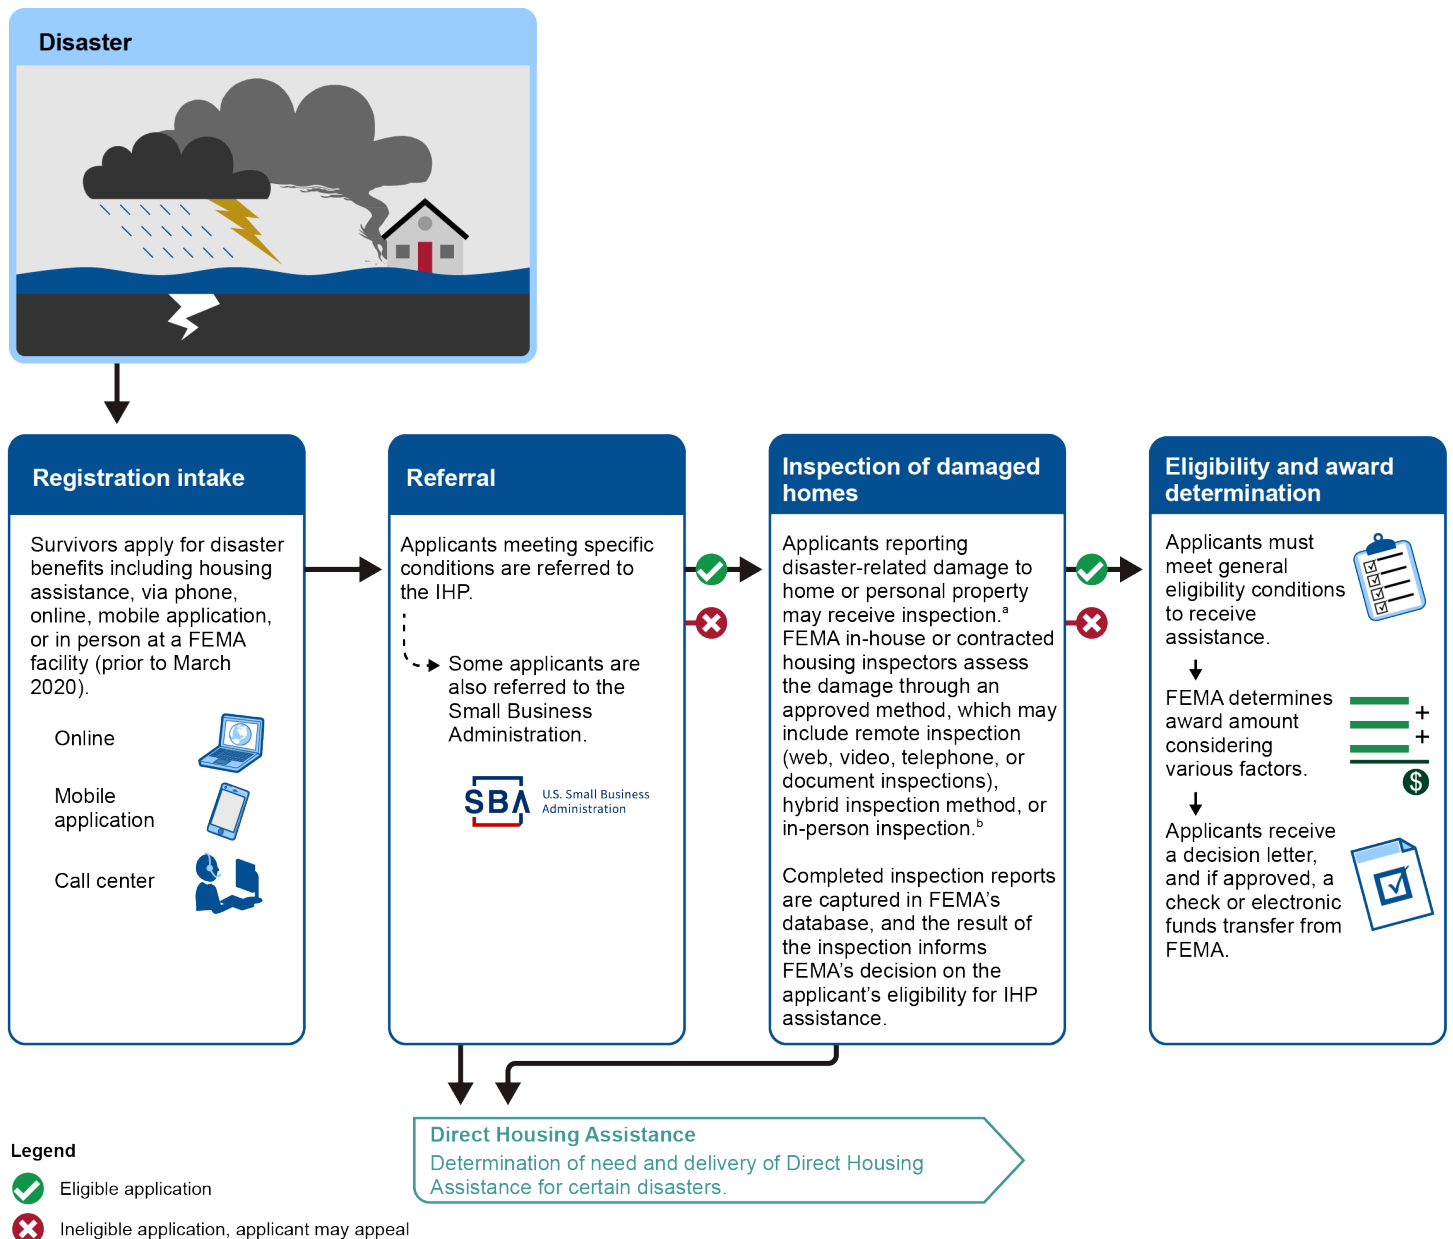 Disaster
Registration intake
Survivors apply for disaster
benefits including housing
assistance, via phone,
online, mobile application,
or in person at a FEMA
facility (prior to March
2020).
Online
Mobile
application
Call center
Referral
Applicants meeting specific
conditions are referred to
the IHP.
Some applicants are
also referred to the
Small Business
Administration.
SBA
U.S. Small Business
Administration
Inspection of damaged
homes
Applicants reporting
disaster-related damage to
home or personal property
may receive inspection.ᵃ
FEMA in-house or contracted
housing inspectors assess
the damage through an
approved method, which may
include remote inspection
(web, video, telephone, or
document inspections),
hybrid inspection method, or
in-person inspection.ᵇ
Completed inspection reports
are captured in FEMA’s
database, and the result of
the inspection informs
FEMA’s decision on the
applicant’s eligibility for IHP
assistance.
Eligibility and award
determination
Applicants must
meet general
eligibility conditions
to receive
assistance.
FEMA determines
award amount
considering
various factors.
+
+
$
Applicants receive
a decision letter,
and if approved, a
check or electronic
funds transfer from
FEMA.
Direct Housing Assistance
Determination of need and delivery of Direct Housing
Assistance for certain disasters.
Legend
Eligible application
Ineligible application, applicant may appeal